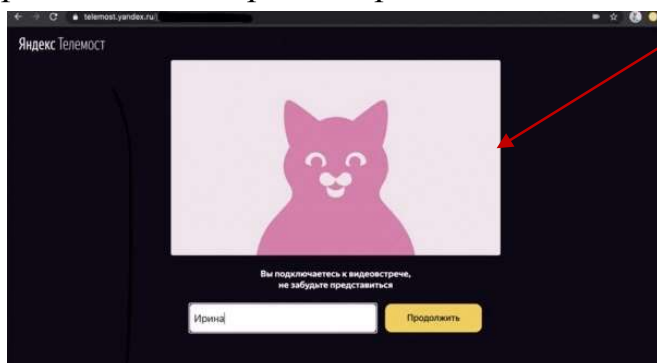 telemost.yandex.ru/
Яндекс Телемост
Вы подключаетесь к видеовстрече,
не забудьте представиться
Ирина
Продолжить